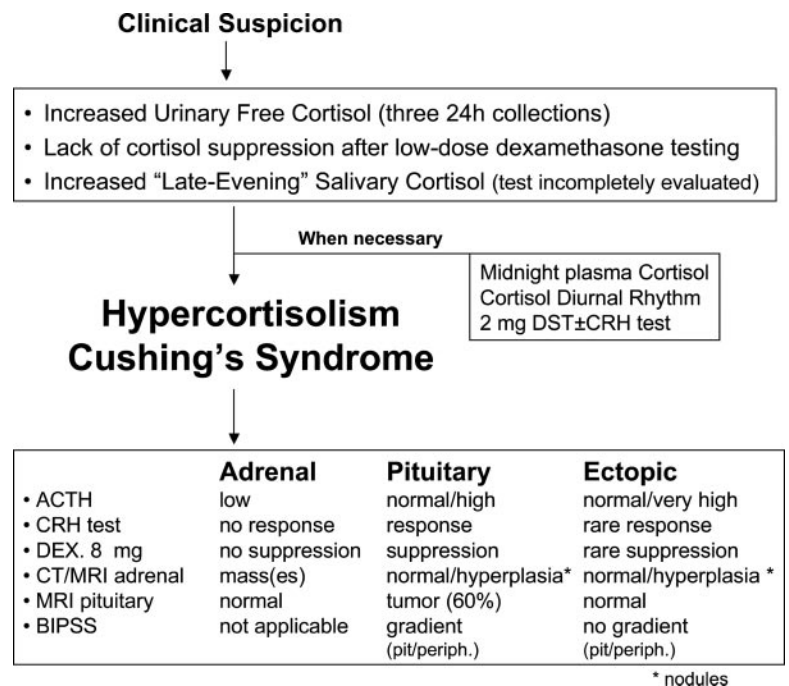 Clinical Suspicion
• Increased Urinary Free Cortisol (three 24h collections)
• Lack of cortisol suppression after low-dose dexamethasone testing
• Increased “Late-Evening” Salivary Cortisol (test incompletely evaluated)
When necessary
Midnight plasma Cortisol
Cortisol Diurnal Rhythm
2 mg DST±CRH test
Hypercortisolism
Cushing’s Syndrome
Adrenal Pituitary Ectopic
• ACTH low normal/high normal/very high
• CRH test no response response rare response
• DEX. 8 mg no suppression suppression rare suppression
• CT/MRI adrenal mass(es) normal/hyperplasia* normal/hyperplasia *
• MRI pituitary normal tumor (60%) normal
• BIPSS not applicable gradient no gradient
(pit/periph.) (pit/periph.)
* nodules